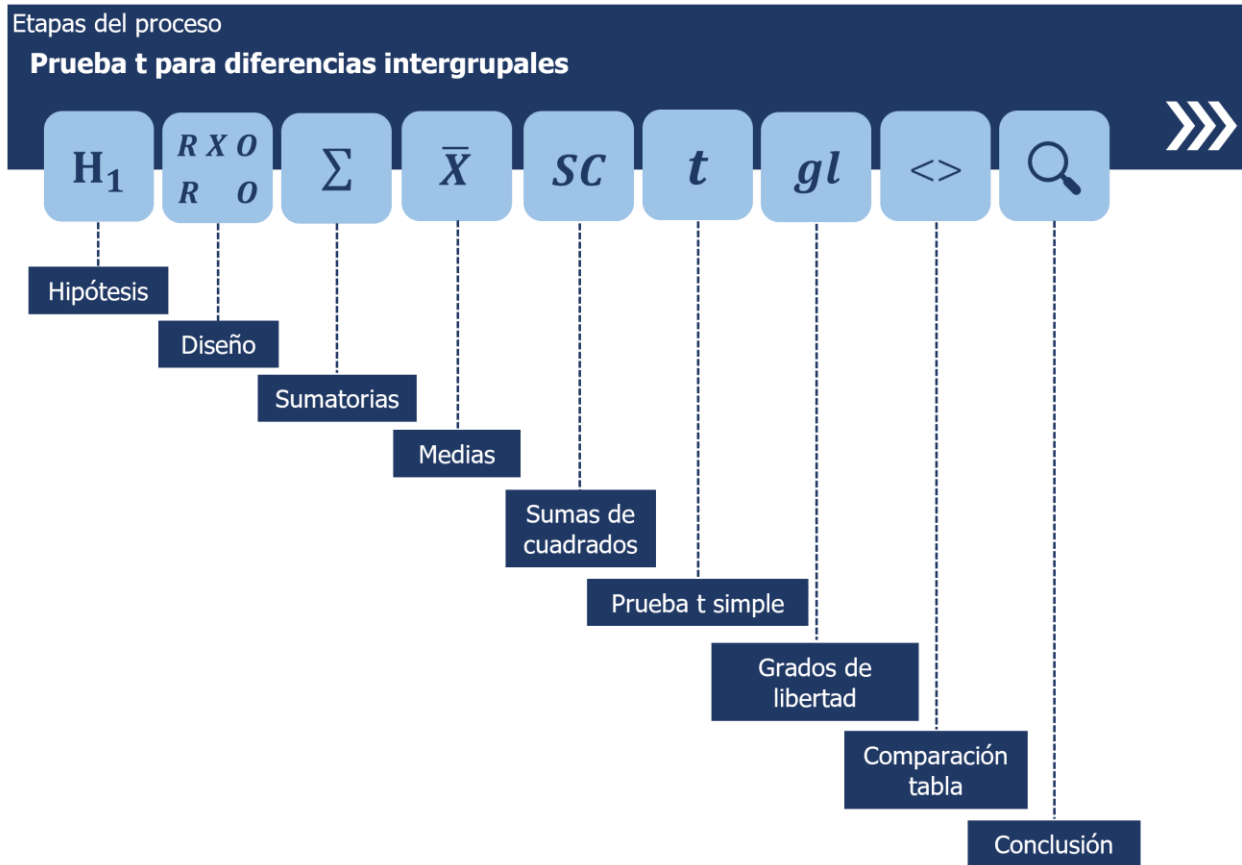 Etapas del proceso
Prueba t para diferencias intergrupales
H₁
R X O
R O
Σ
X̅
SC
t
gl
<>
Hipótesis
Diseño
Sumatorias
Medias
Sumas de
cuadrados
Prueba t simple
Grados de
libertad
Comparación
tabla
Conclusión